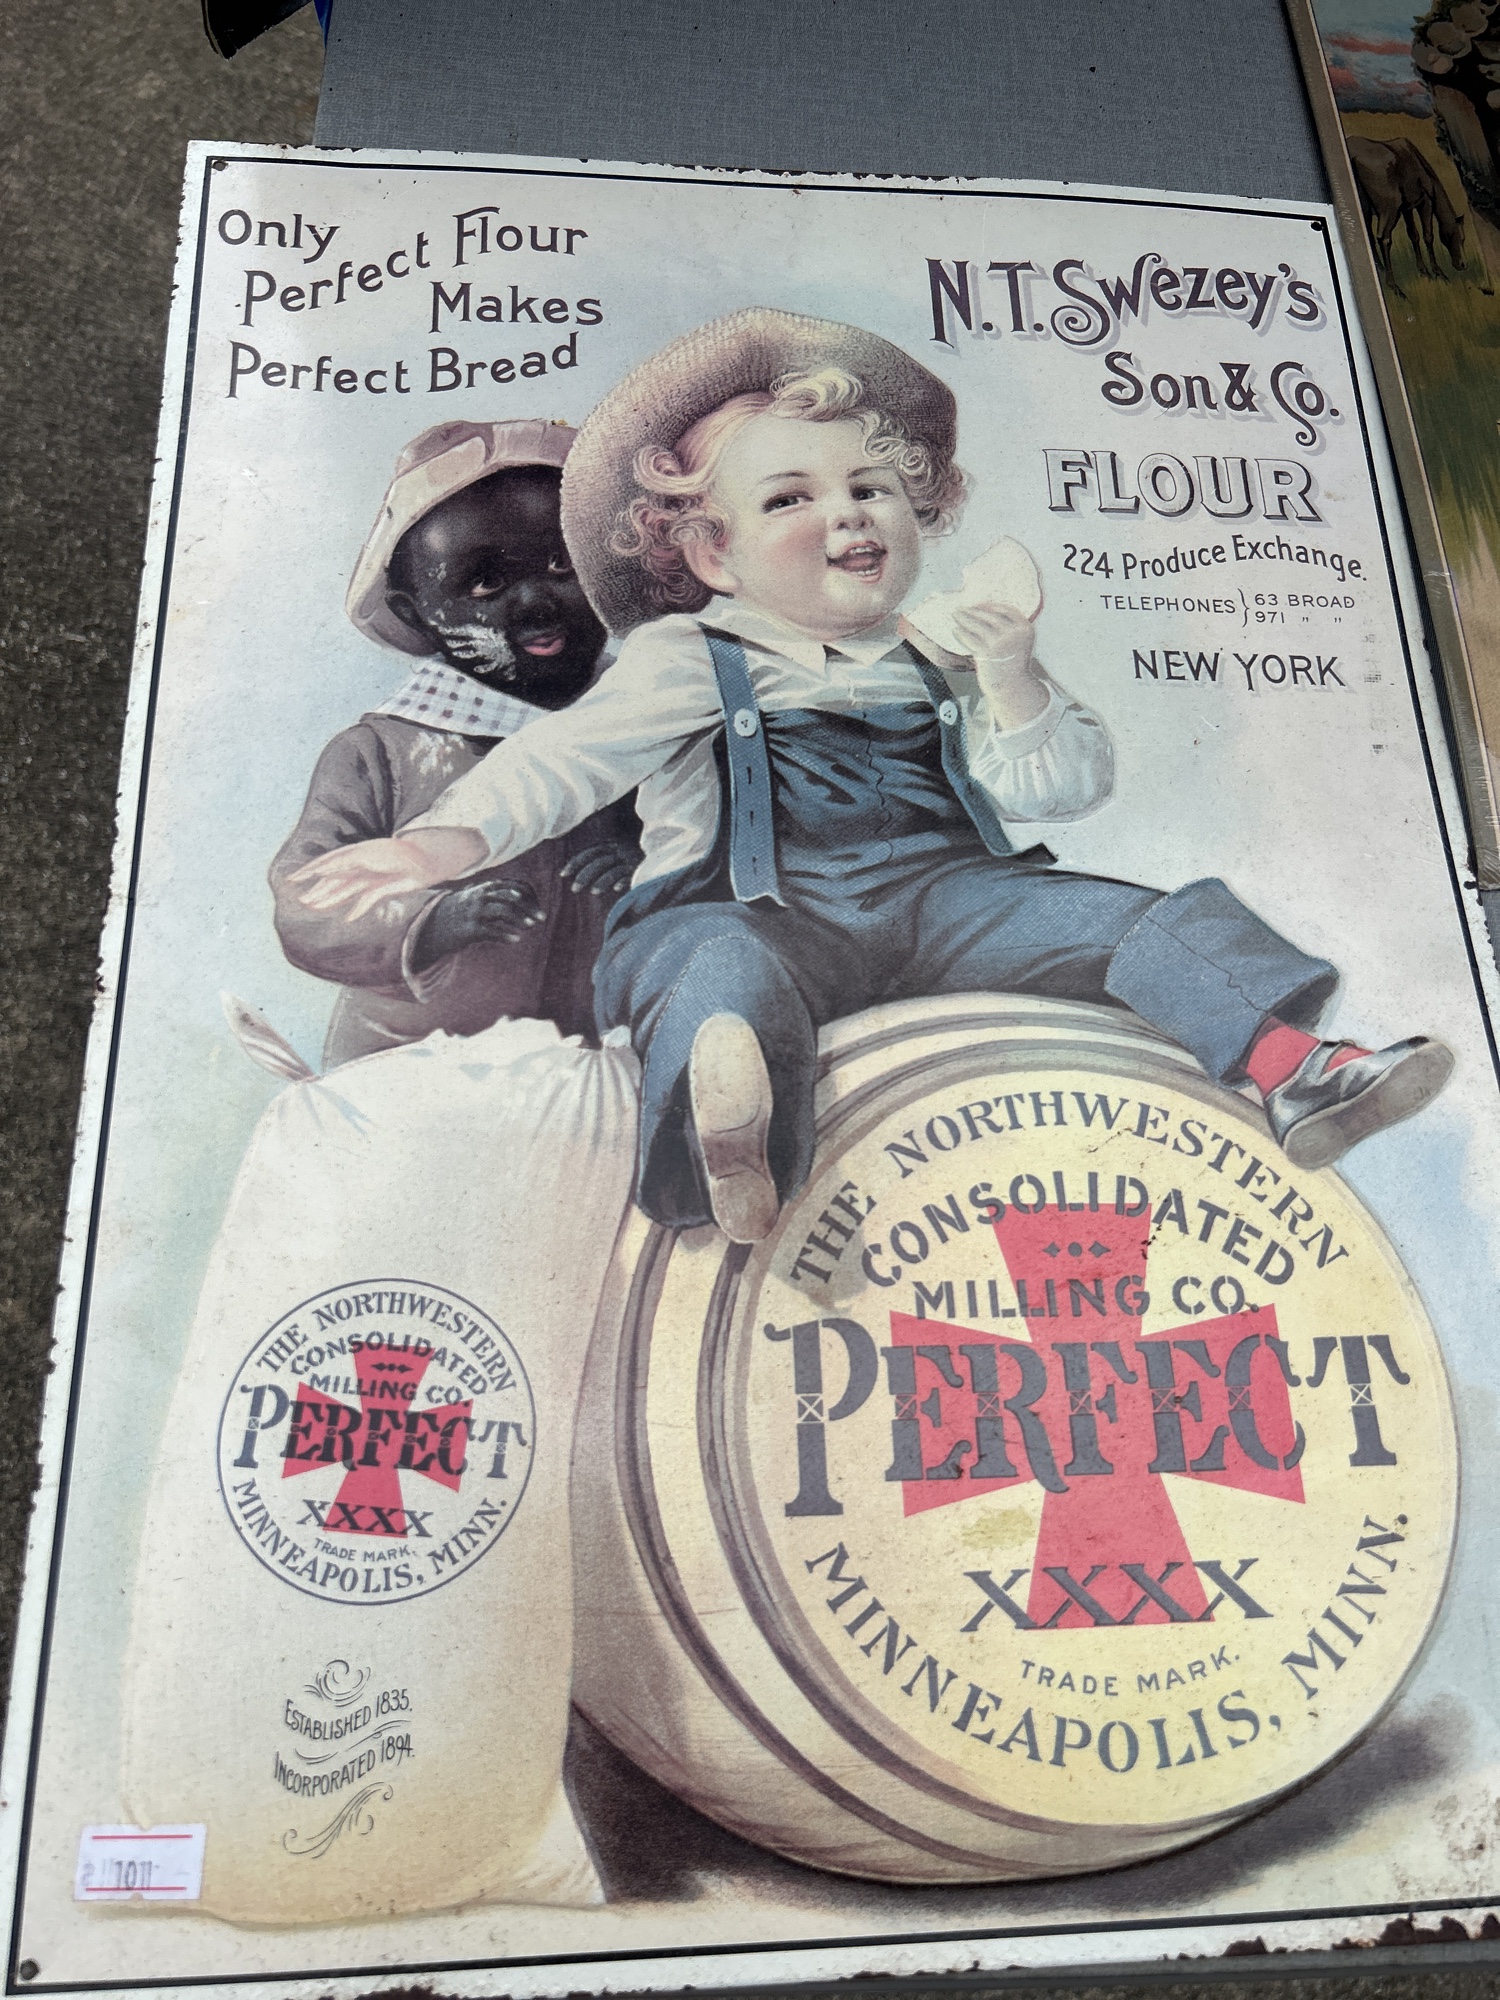 Only
Perfect Flour
Makes
Perfect Bread
N.T. Swezey's
Son & Co.
FLOUR
224 Produce Exchange.
TELEPHONES } 63 BROAD
971 " "
NEW YORK
THE NORTHWESTERN
CONSOLIDATED
MILLING CO.
PERFECT
XXXX
TRADE MARK.
MINNEAPOLIS, MINN.
THE NORTHWESTERN
CONSOLIDATED
MILLING CO.
PERFECT
XXXX
TRADE MARK.
MINNEAPOLIS, MINN.
ESTABLISHED 1835.
INCORPORATED 1894.